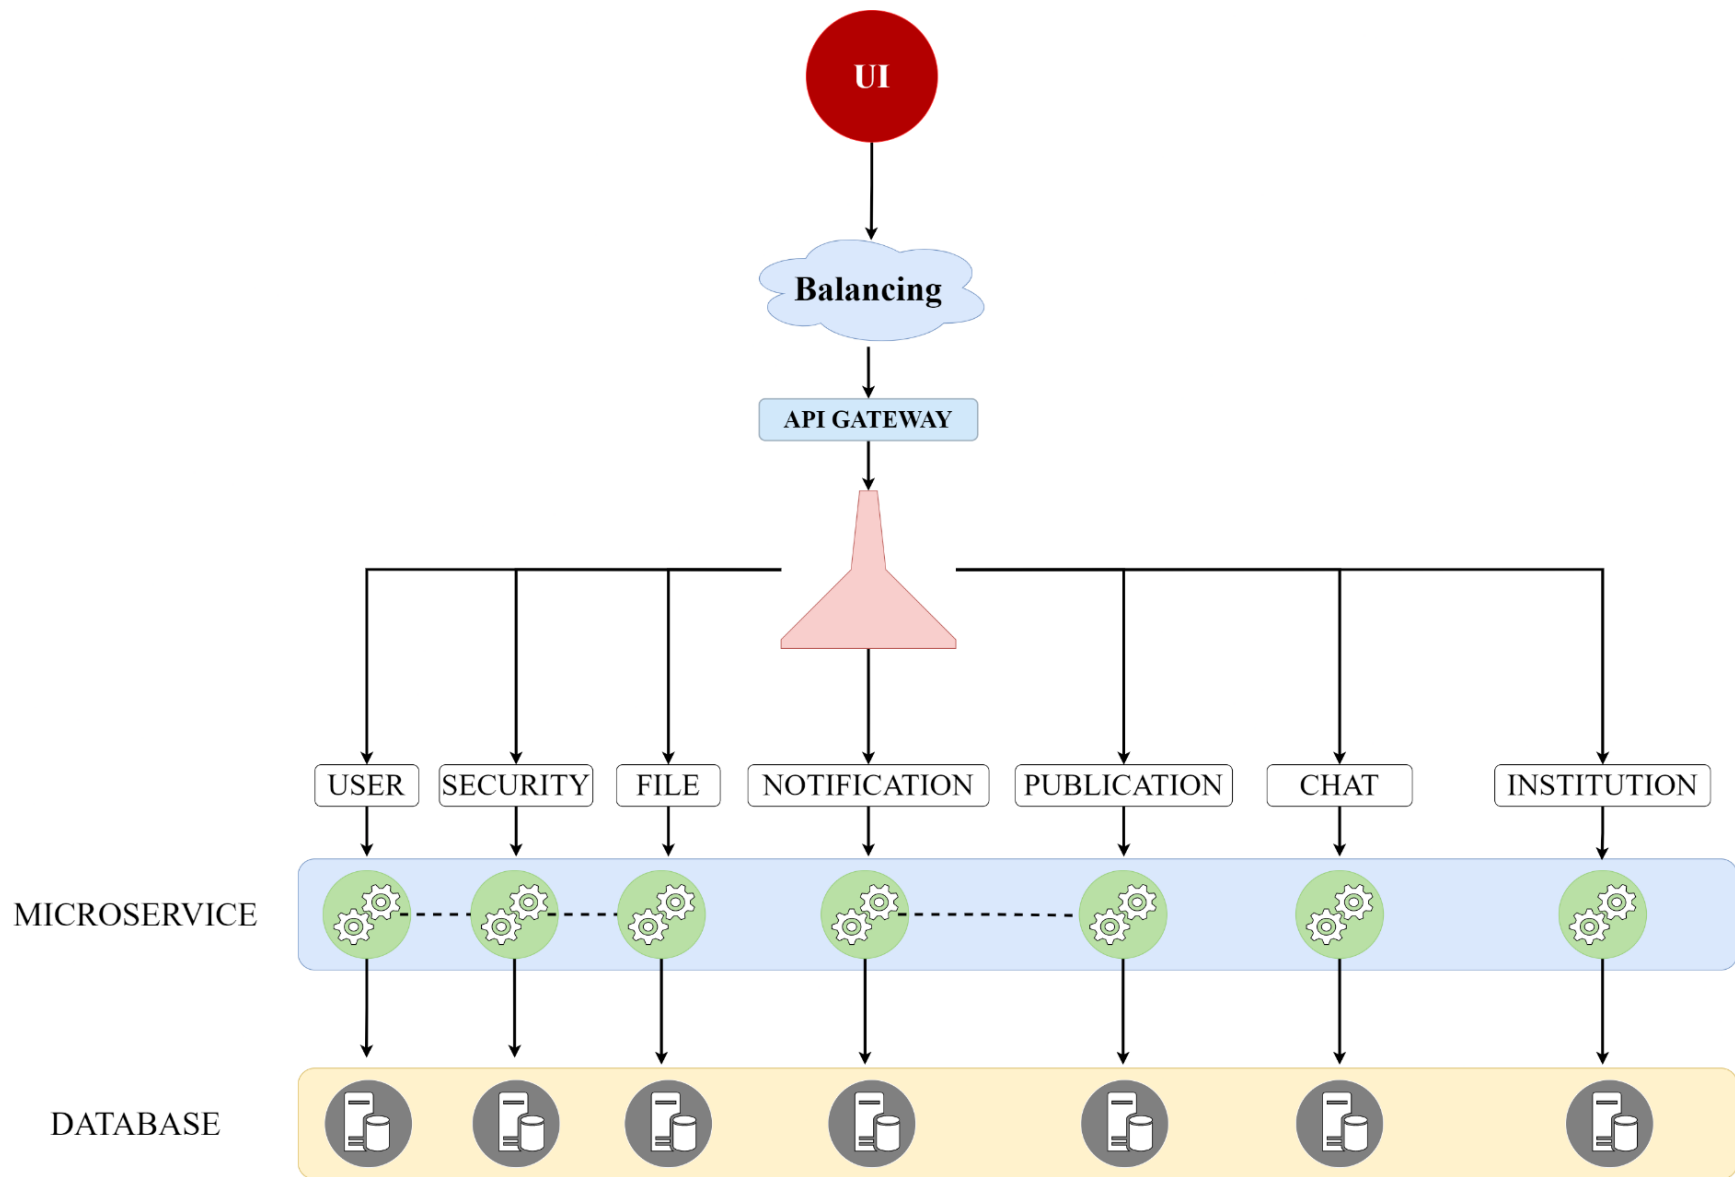 UI
Balancing
API GATEWAY
USER
SECURITY
FILE
NOTIFICATION
PUBLICATION
CHAT
INSTITUTION
MICROSERVICE
DATABASE